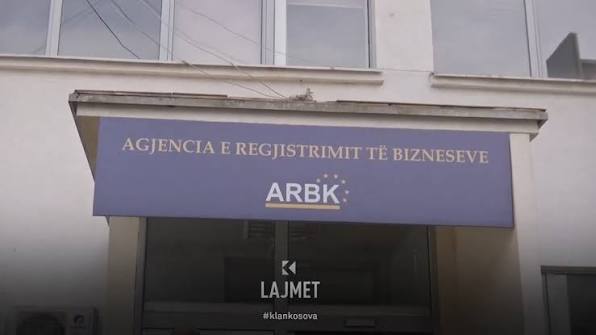 AGJENCIA E REGJISTRIMIT TË BIZNESEVE
ARBK
LAJMET
#klankosova